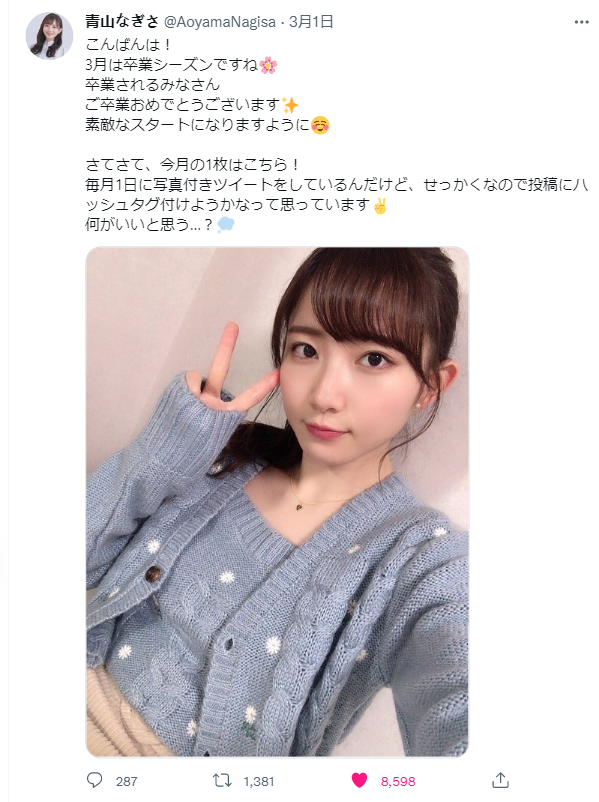 青山なぎさ @AoyamaNagisa · 3月1日
こんばんは！
3月は卒業シーズンですね🌸
卒業されるみなさん
ご卒業おめでとうございます✨
素敵なスタートになりますように☺️
さてさて、今月の1枚はこちら！
毎月1日に写真付きツイートをしているんだけど、せっかくなので投稿にハ
ッシュタグ付けようかなって思っています✌️
何がいいと思う...？💭
287 1,381 8,598